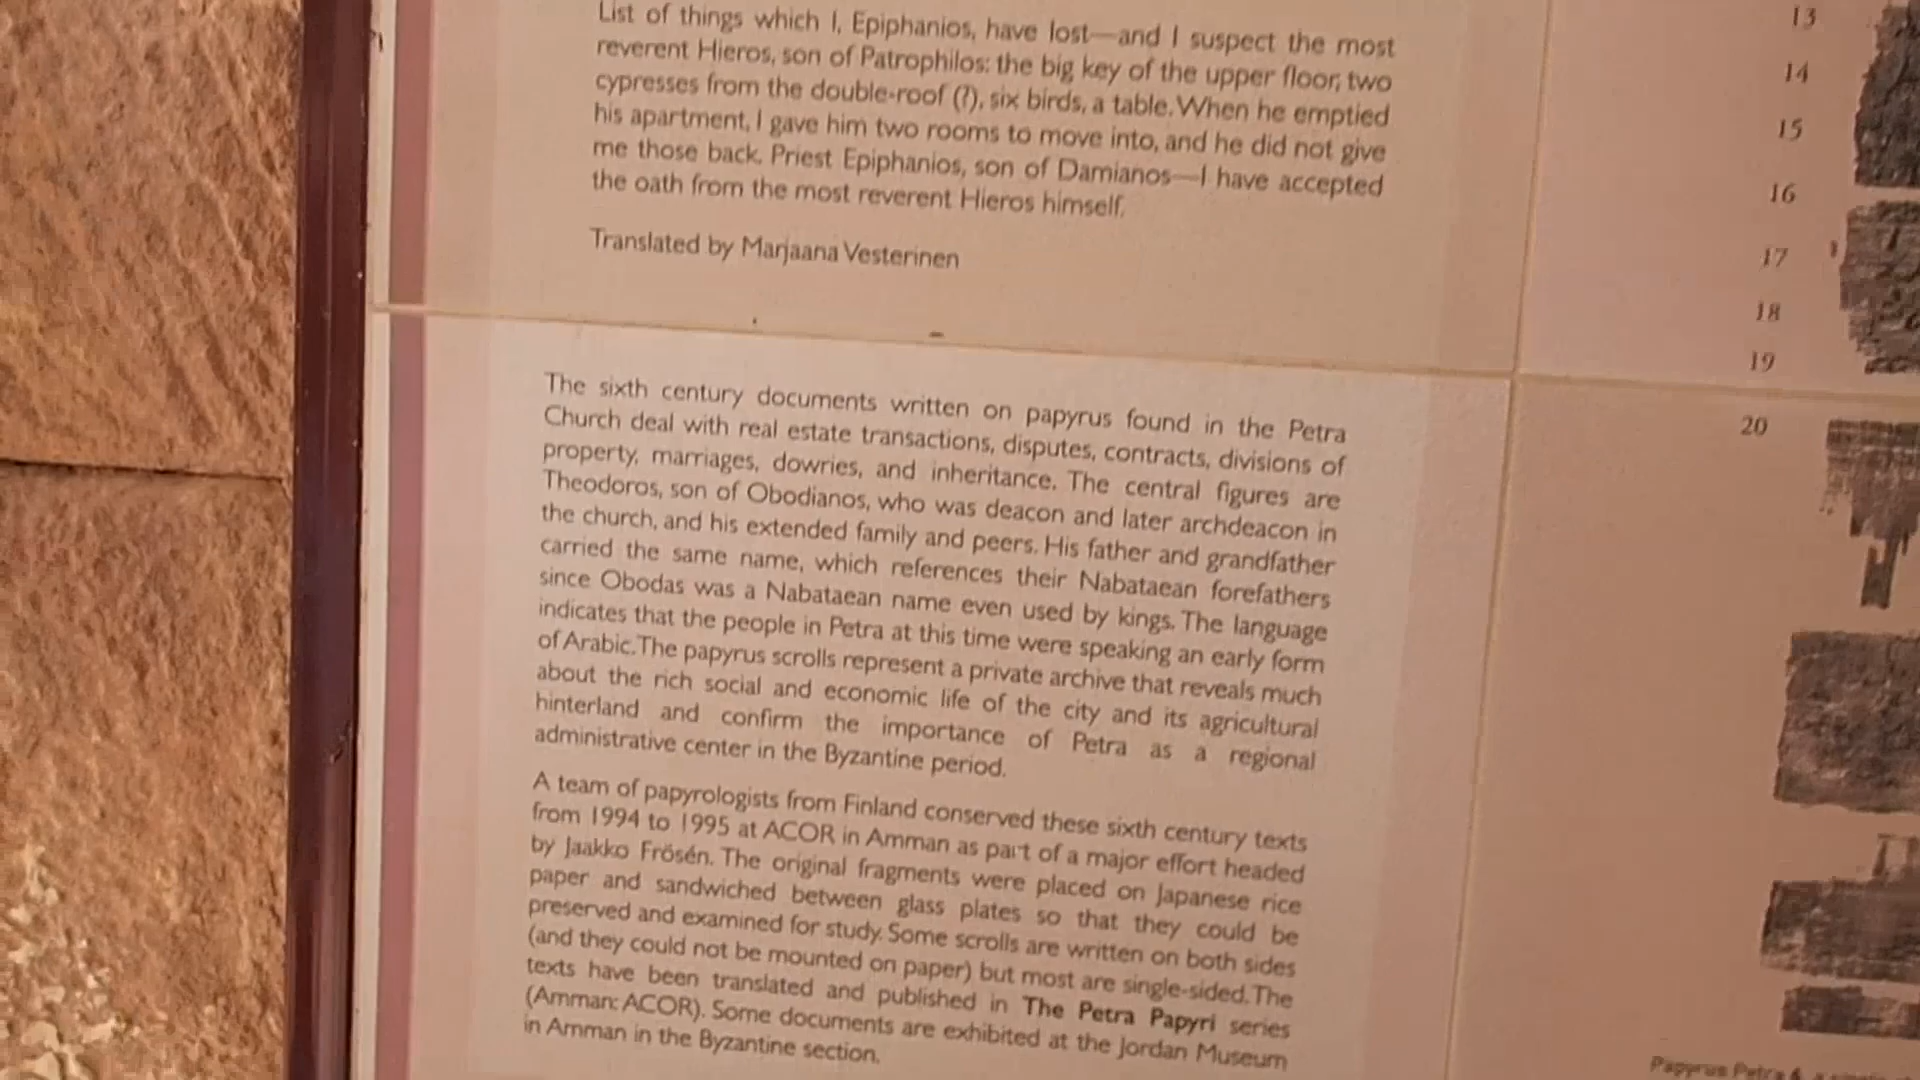 List of things which I, Epiphanios, have lost—and I suspect the most
reverent Hieros, son of Patrophilos: the big key of the upper floor, two
cypresses from the double-roof (?), six birds, a table. When he emptied
his apartment, I gave him two rooms to move into, and he did not give
me those back. Priest Epiphanios, son of Damianos—I have accepted
the oath from the most reverent Hieros himself.
Translated by Marjaana Vesterinen
The sixth century documents written on papyrus found in the Petra
Church deal with real estate transactions, disputes, contracts, divisions of
property, marriages, dowries, and inheritance. The central figures are
Theodoros, son of Obodianos, who was deacon and later archdeacon in
the church, and his extended family and peers. His father and grandfather
carried the same name, which references their Nabataean forefathers
since Obodas was a Nabataean name even used by kings. The language
indicates that the people in Petra at this time were speaking an early form
of Arabic. The papyrus scrolls represent a private archive that reveals much
about the rich social and economic life of the city and its agricultural
hinterland and confirm the importance of Petra as a regional
administrative center in the Byzantine period.
A team of papyrologists from Finland conserved these sixth century texts
from 1994 to 1995 at ACOR in Amman as part of a major effort headed
by Jaakko Frösén. The original fragments were placed on Japanese rice
paper and sandwiched between glass plates so that they could be
preserved and examined for study. Some scrolls are written on both sides
(and they could not be mounted on paper) but most are single-sided. The
texts have been translated and published in The Petra Papyri series
(Amman: ACOR). Some documents are exhibited at the Jordan Museum
in Amman in the Byzantine section.
13
14
15
16
17
18
19
20
Papyrus Petra